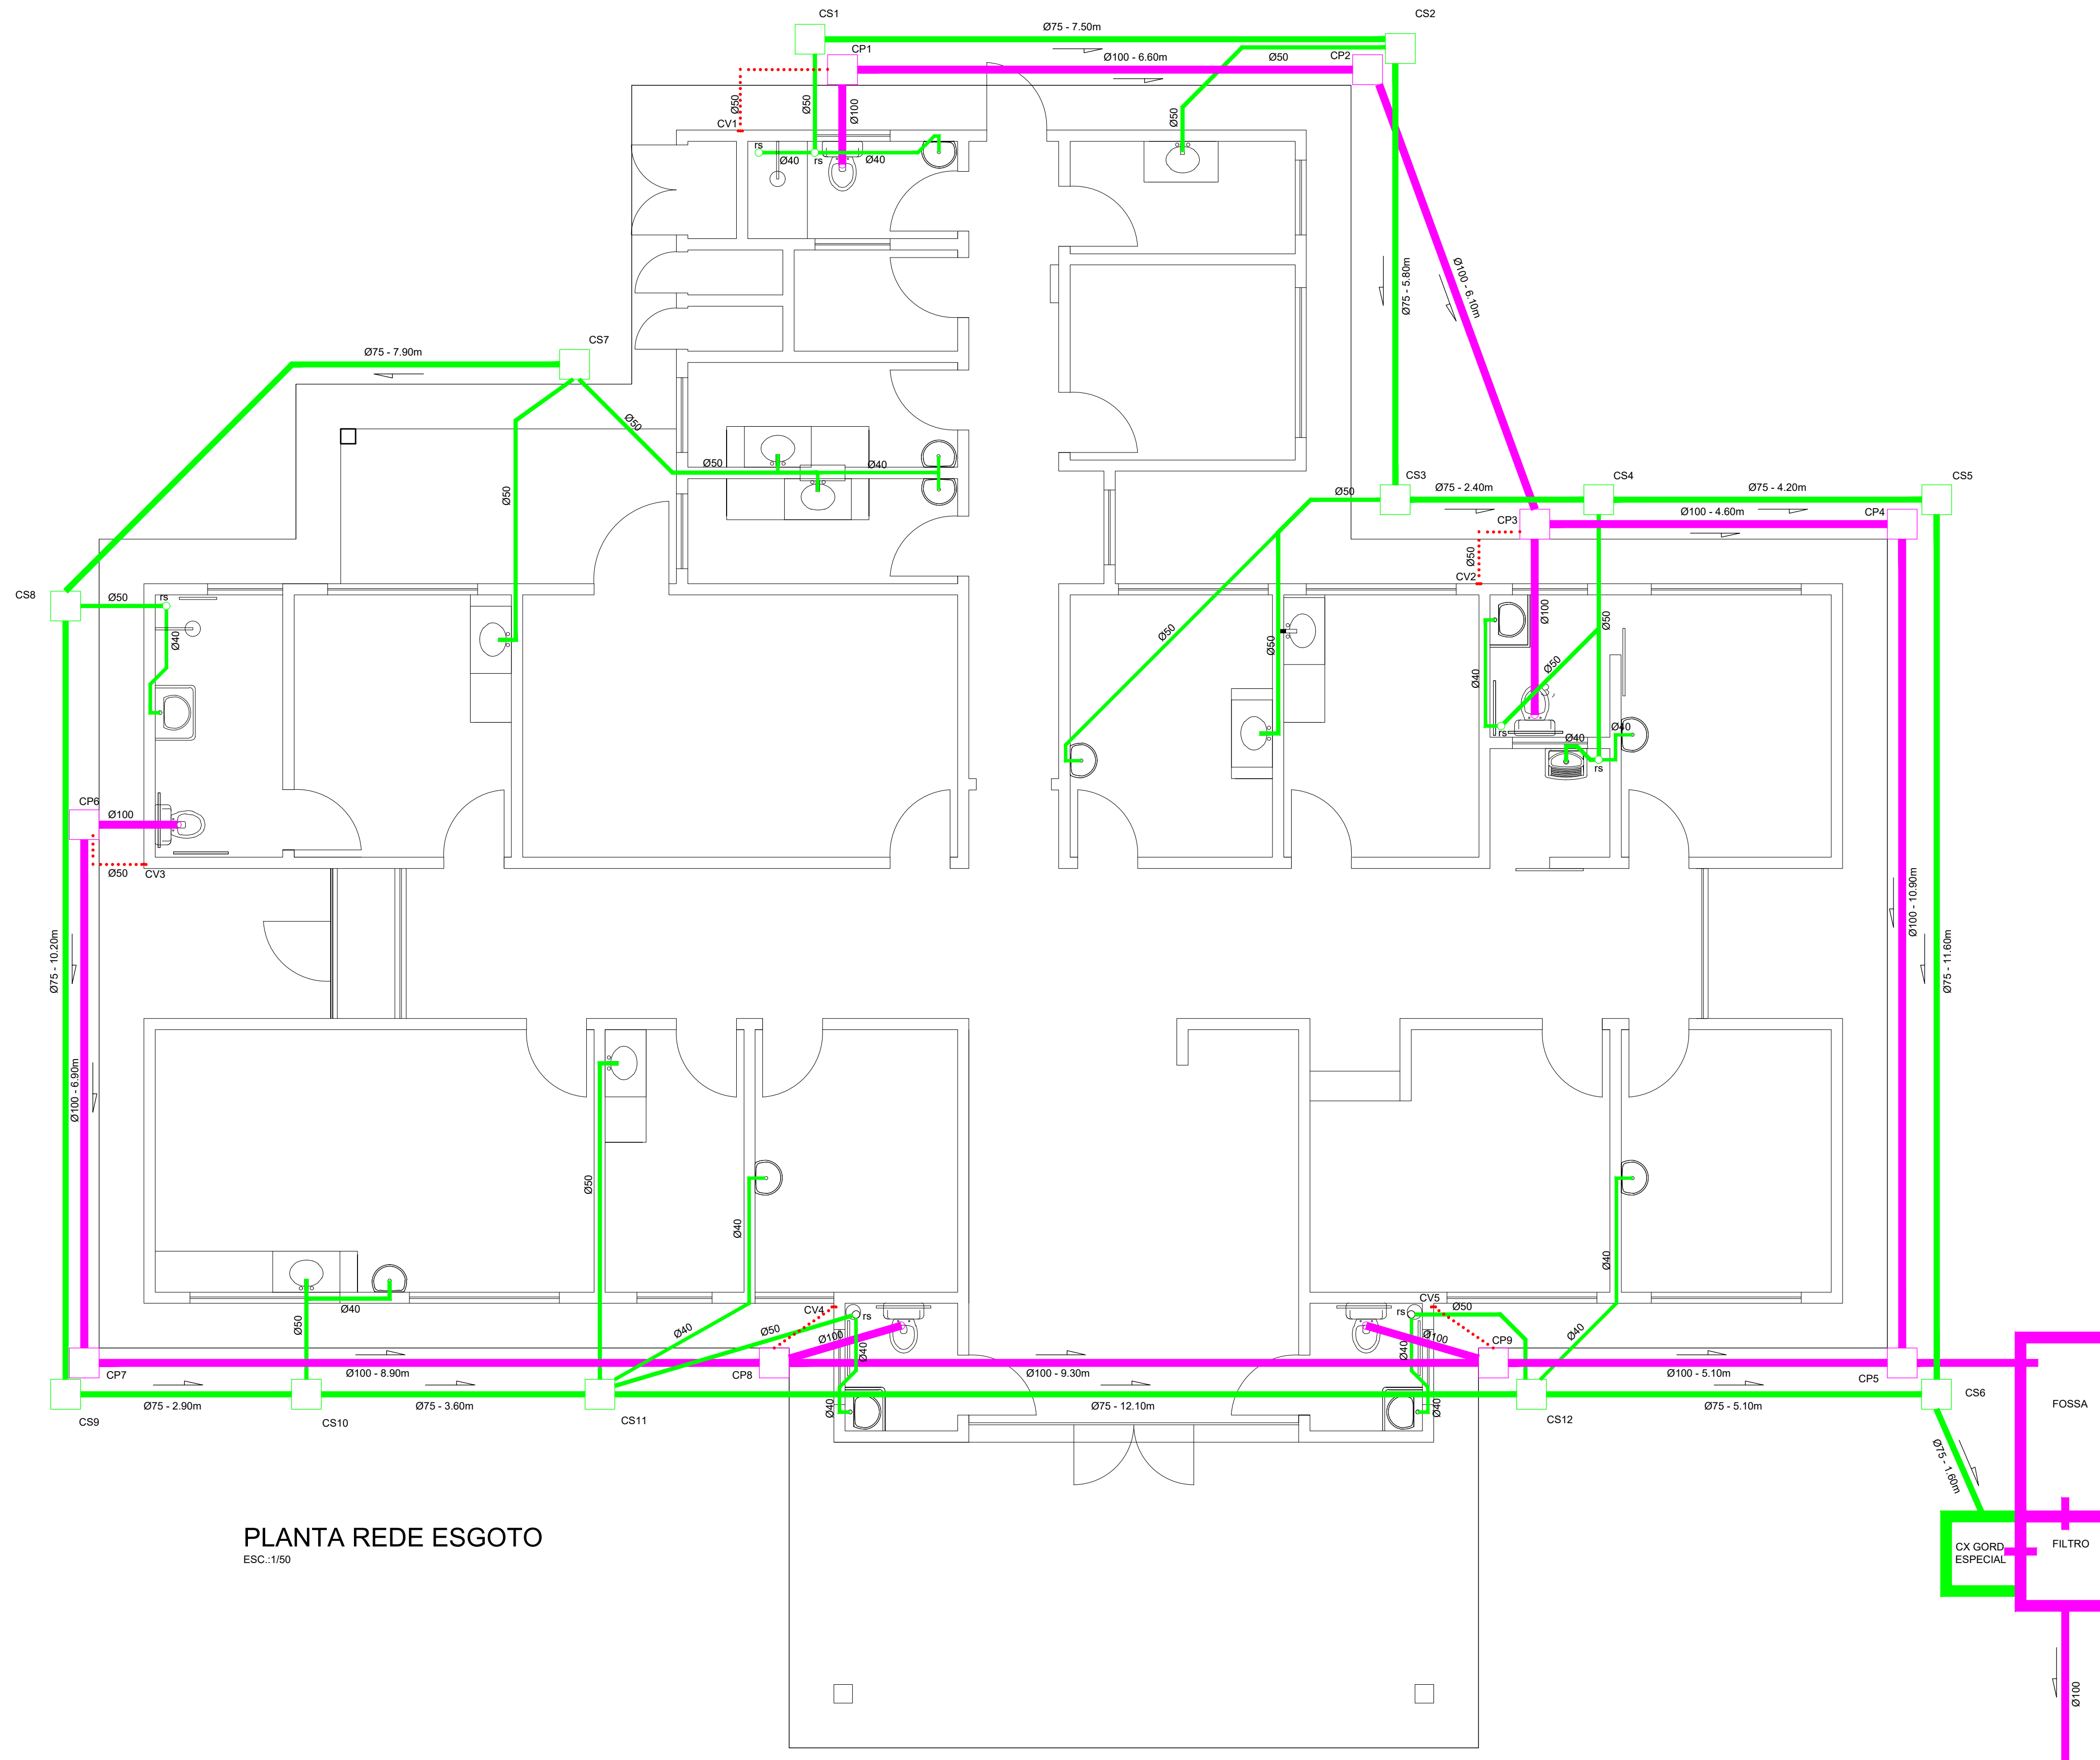 CS1
CS2
Ø75 - 7.50m
CP1
Ø100 - 6.60m
Ø50
CP2
Ø50
Ø50
Ø100
Ø50
CV1
rs
Ø40
rs
Ø40
Ø75 - 5.80m
Ø100 - 6.10m
CS7
Ø75 - 7.90m
Ø50
Ø50
Ø40
Ø50
CS3
Ø75 - 2.40m
CS4
Ø75 - 4.20m
CS5
Ø50
CP3
Ø100 - 4.60m
CP4
Ø50
CV2
CS8
Ø50
rs
Ø40
Ø50
Ø50
Ø100
Ø50
Ø40
Ø50
rs
Ø40
Ø40
rs
CP6
Ø100
Ø50
CV3
Ø75 - 10.20m
Ø100 - 6.90m
Ø100 - 10.90m
Ø75 - 11.60m
Ø50
Ø40
Ø40
Ø40
Ø50
CV4
rs
Ø40
Ø50
Ø100
Ø40
CV5
rs
Ø50
Ø100
Ø40
Ø40
CP9
CP7
Ø100 - 8.90m
CP8
Ø100 - 9.30m
Ø100 - 5.10m
CP5
CS9
Ø75 - 2.90m
CS10
Ø75 - 3.60m
CS11
Ø40
Ø75 - 12.10m
Ø40
CS12
Ø75 - 5.10m
CS6
FOSSA
Ø75 - 1.60m
PLANTA REDE ESGOTO
ESC.:1/50
CX GORD
ESPECIAL
FILTRO
Ø100